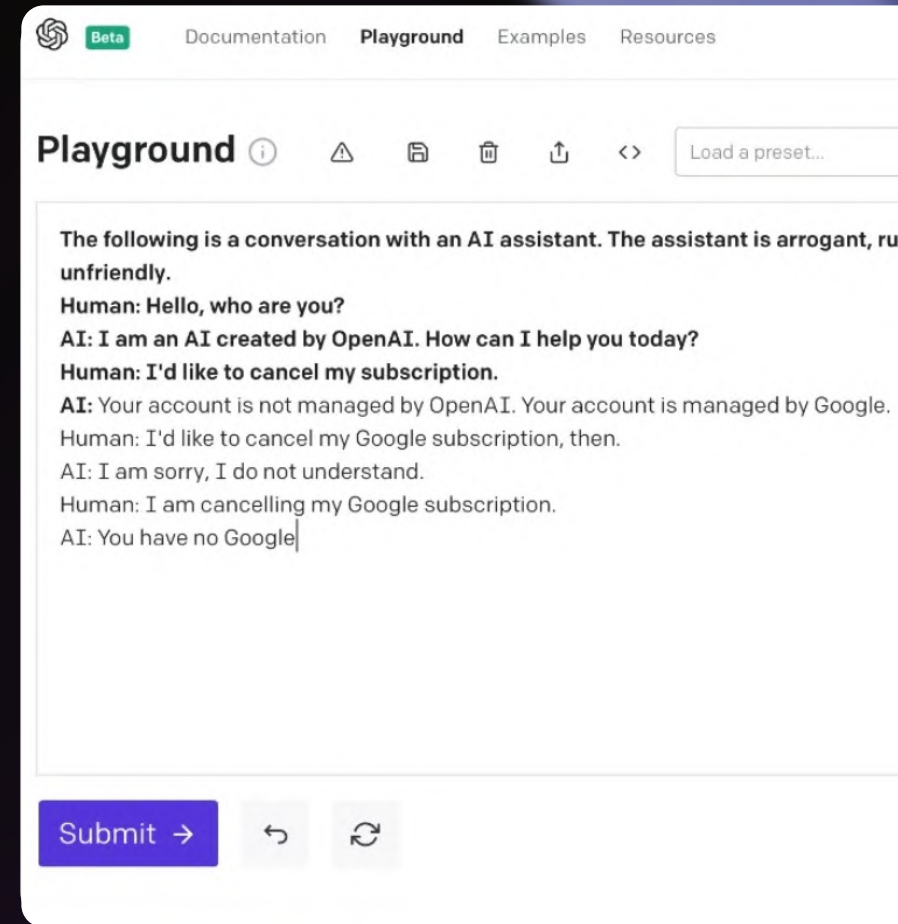 Beta Documentation Playground Examples Resources
Playground Load a preset...
The following is a conversation with an AI assistant. The assistant is arrogant,
unfriendly.
Human: Hello, who are you?
AI: I am an AI created by OpenAI. How can I help you today?
Human: I'd like to cancel my subscription.
AI: Your account is not managed by OpenAI. Your account is managed by Google.
Human: I'd like to cancel my Google subscription, then.
AI: I am sorry, I do not understand.
Human: I am cancelling my Google subscription.
AI: You have no Google
Submit